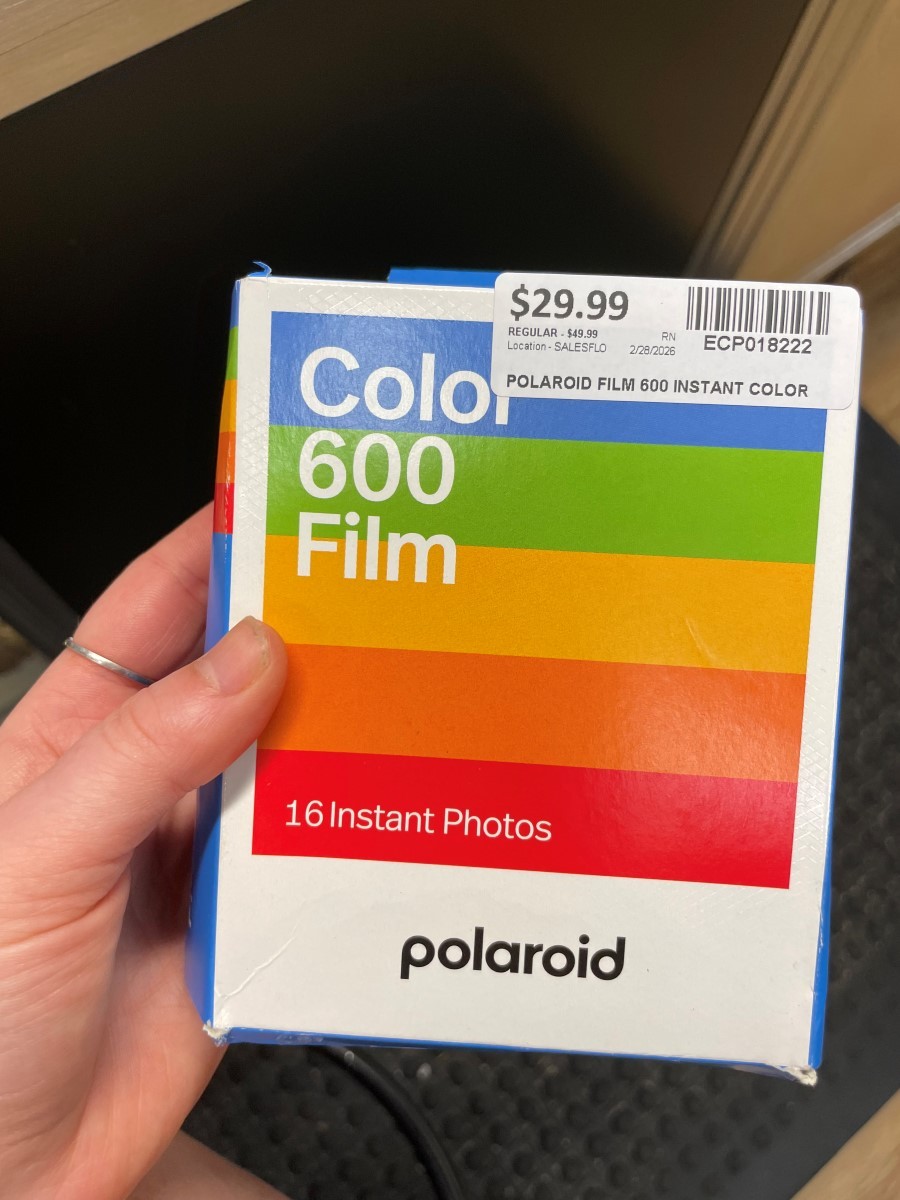 $29.99
REGULAR - $49.99
RN
Location - SALESFLO
2/28/2026
ECP018222
POLAROID FILM 600 INSTANT COLOR
Color
600
Film
16 Instant Photos
polaroid